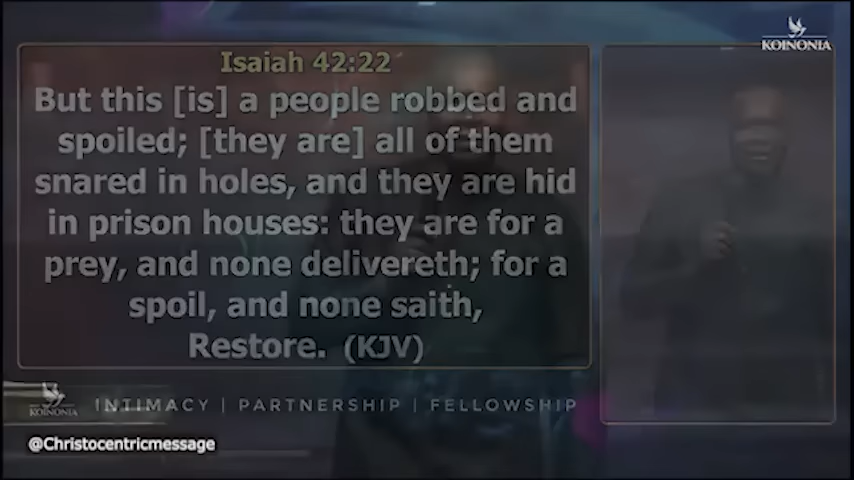 KOINONIA
Isaiah 42:22
But this [is] a people robbed and
spoiled; [they are] all of them
snared in holes, and they are hid
in prison houses: they are for a
prey, and none delivereth; for a
spoil, and none saith,
Restore. (KJV)
KOINONIA
INTIMACY | PARTNERSHIP | FELLOWSHIP
@Christocentricmessage